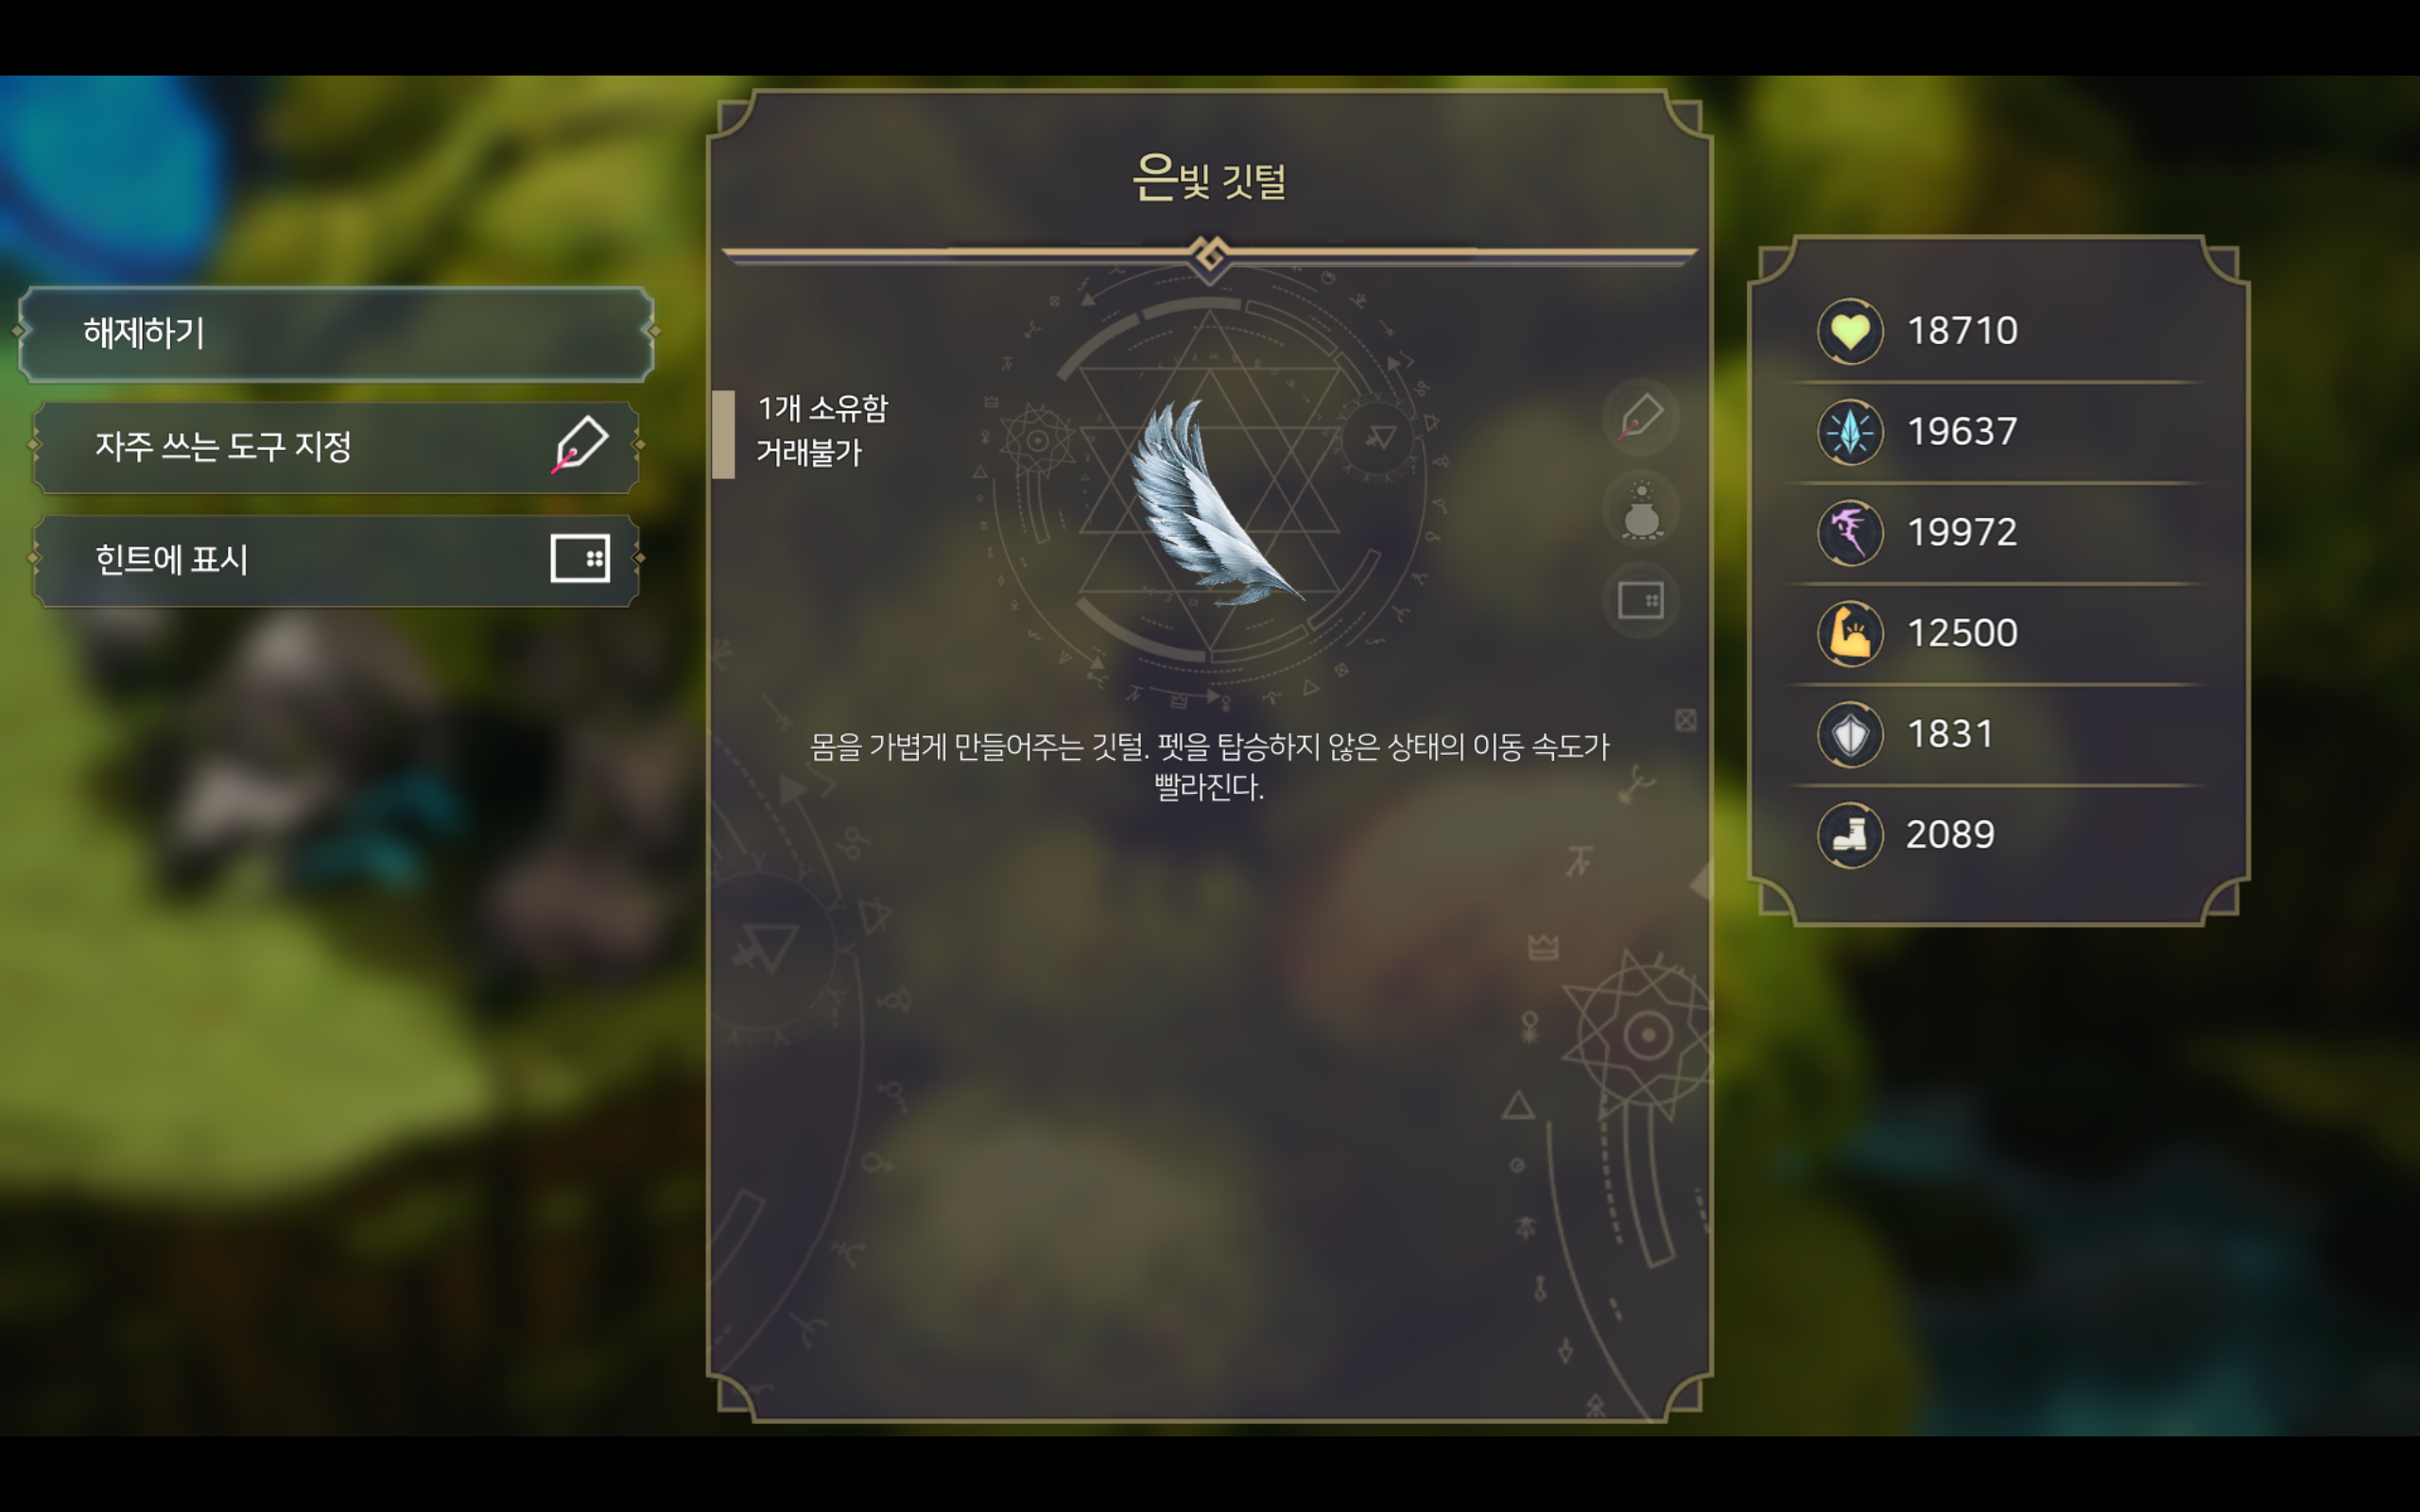 은빛 깃털
해제하기
자주 쓰는 도구 지정
힌트에 표시
1개 소유함
거래불가
몸을 가볍게 만들어주는 깃털. 펫을 탑승하지 않은 상태의 이동 속도가
빨라진다.
18710
19637
19972
12500
1831
2089